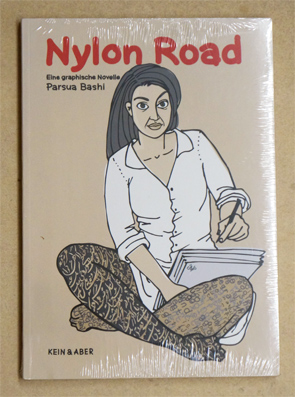 Nylon Road
Eine graphische Novelle
Parsua Bashi
KEIN & ABER